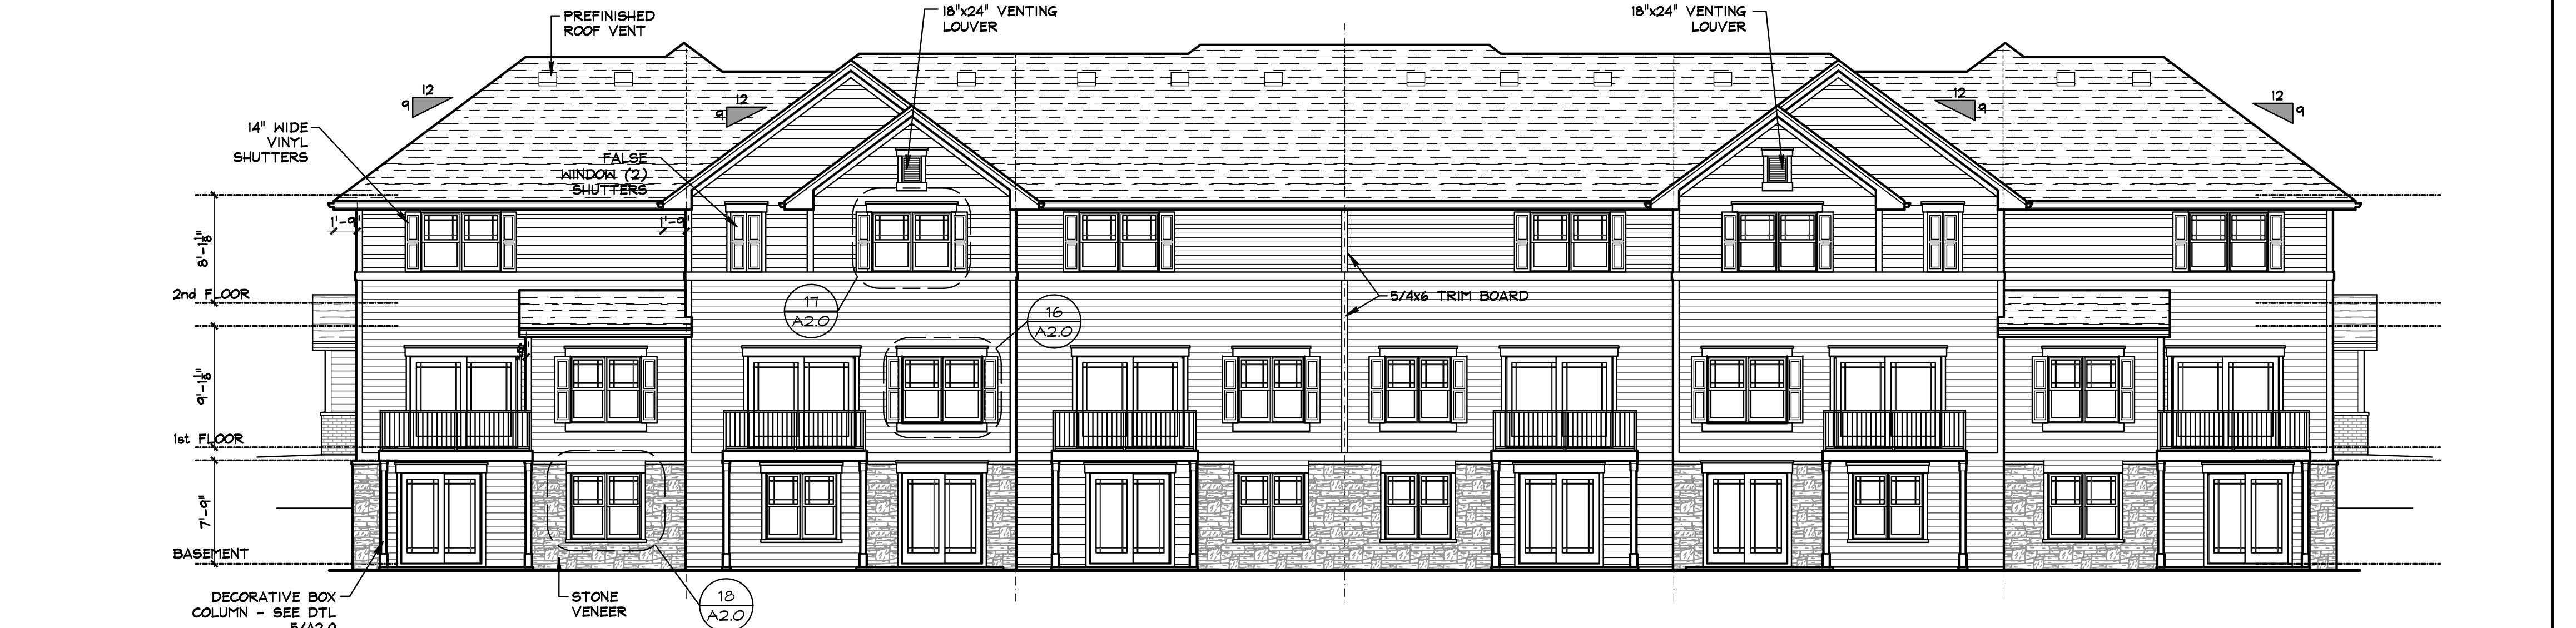 PREFINISHED
ROOF VENT
18"x24" VENTING
LOUVER
18"x24" VENTING
LOUVER
12
9
12
9
12
9
12
9
14" WIDE
VINYL
SHUTTERS
FALSE
WINDOW (2)
SHUTTERS
1'-9"
1'-9"
8'-1⅛"
2nd FLOOR
17
A2.0
16
A2.0
5/4x6 TRIM BOARD
6"
9'-1⅛"
1st FLOOR
7'-9"
BASEMENT
DECORATIVE BOX
COLUMN - SEE DTL
5/A2.0
STONE
VENEER
18
A2.0